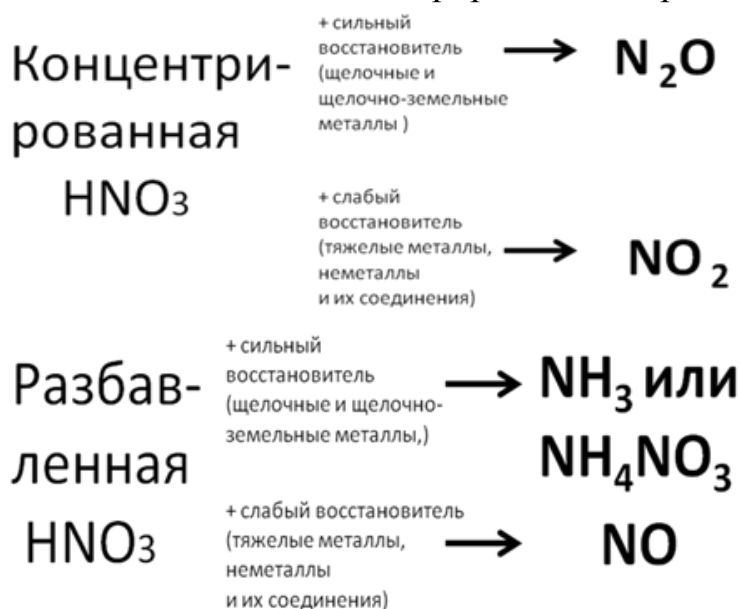 Концентри-
рованная
HNO3
+ сильный
восстановитель
(щелочные и
щелочно-земельные
металлы )
N2O
+ слабый
восстановитель
(тяжелые металлы,
неметаллы
и их соединения)
NO2
Разбав-
ленная
HNO3
+ сильный
восстановитель
(щелочные и щелочно-
земельные металлы,)
NH3 или
NH4NO3
+ слабый восстановитель
(тяжелые металлы,
неметаллы
и их соединения)
NO